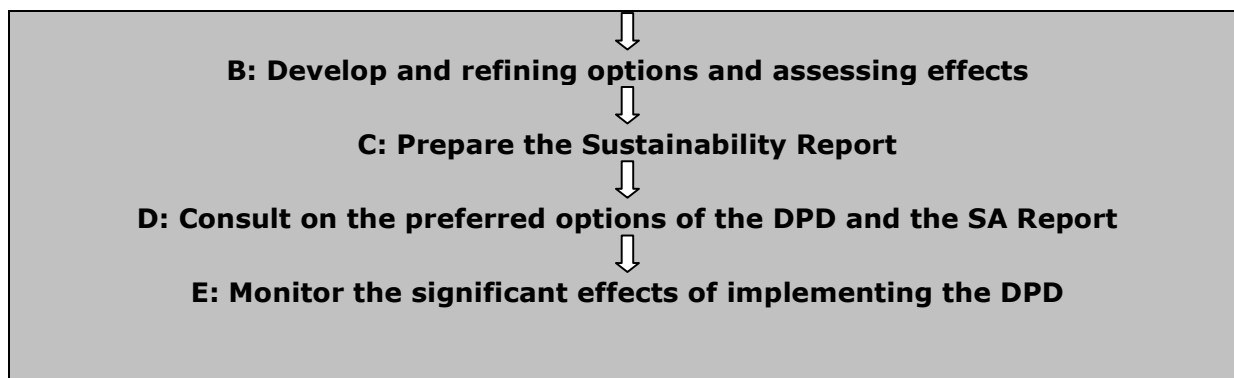 B: Develop and refining options and assessing effects
C: Prepare the Sustainability Report
D: Consult on the preferred options of the DPD and the SA Report
E: Monitor the significant effects of implementing the DPD